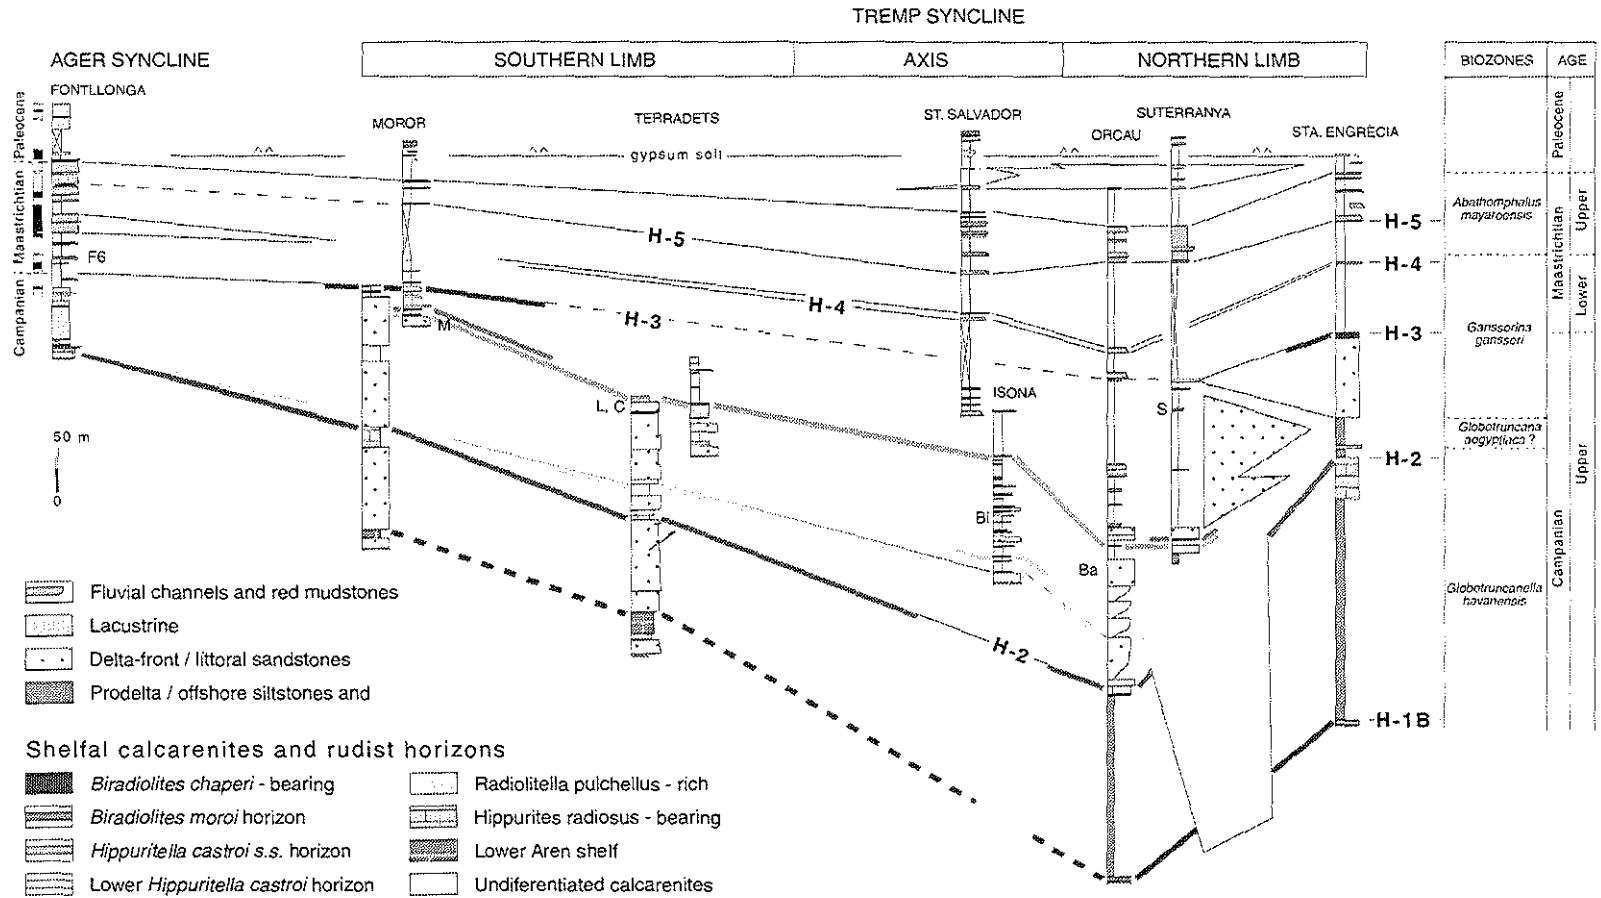 TREMP SYNCLINE
AGER SYNCLINE
SOUTHERN LIMB
AXIS
NORTHERN LIMB
BIOZONES
AGE
FONTLLONGA
MOROR
TERRADETS
ST. SALVADOR
ORCAU
SUTERRANYA
STA. ENGRÈCIA
gypsum soil
Campanian
Maastrichtian
Paleocene
F6
H-5
H-4
H-3
M
L, C
ISONA
Bi
S
Ba
H-2
50 m
0
H-5
H-4
H-3
H-2
H-1B
Abathomphalus
mayaroensis
Ganssorina
gansseri
Globotruncana
aegyptiaca ?
Globotruncanella
havanensis
Paleocene
Maastrichtian
Upper
Lower
Campanian
Upper
Fluvial channels and red mudstones
Lacustrine
Delta-front / littoral sandstones
Prodelta / offshore siltstones and
Shelfal calcarenites and rudist horizons
Biradiolites chaperi - bearing
Biradiolites moroi horizon
Hippuritella castroi s.s. horizon
Lower Hippuritella castroi horizon
Radiolitella pulchellus - rich
Hippurites radiosus - bearing
Lower Aren shelf
Undiferentiated calcarenites